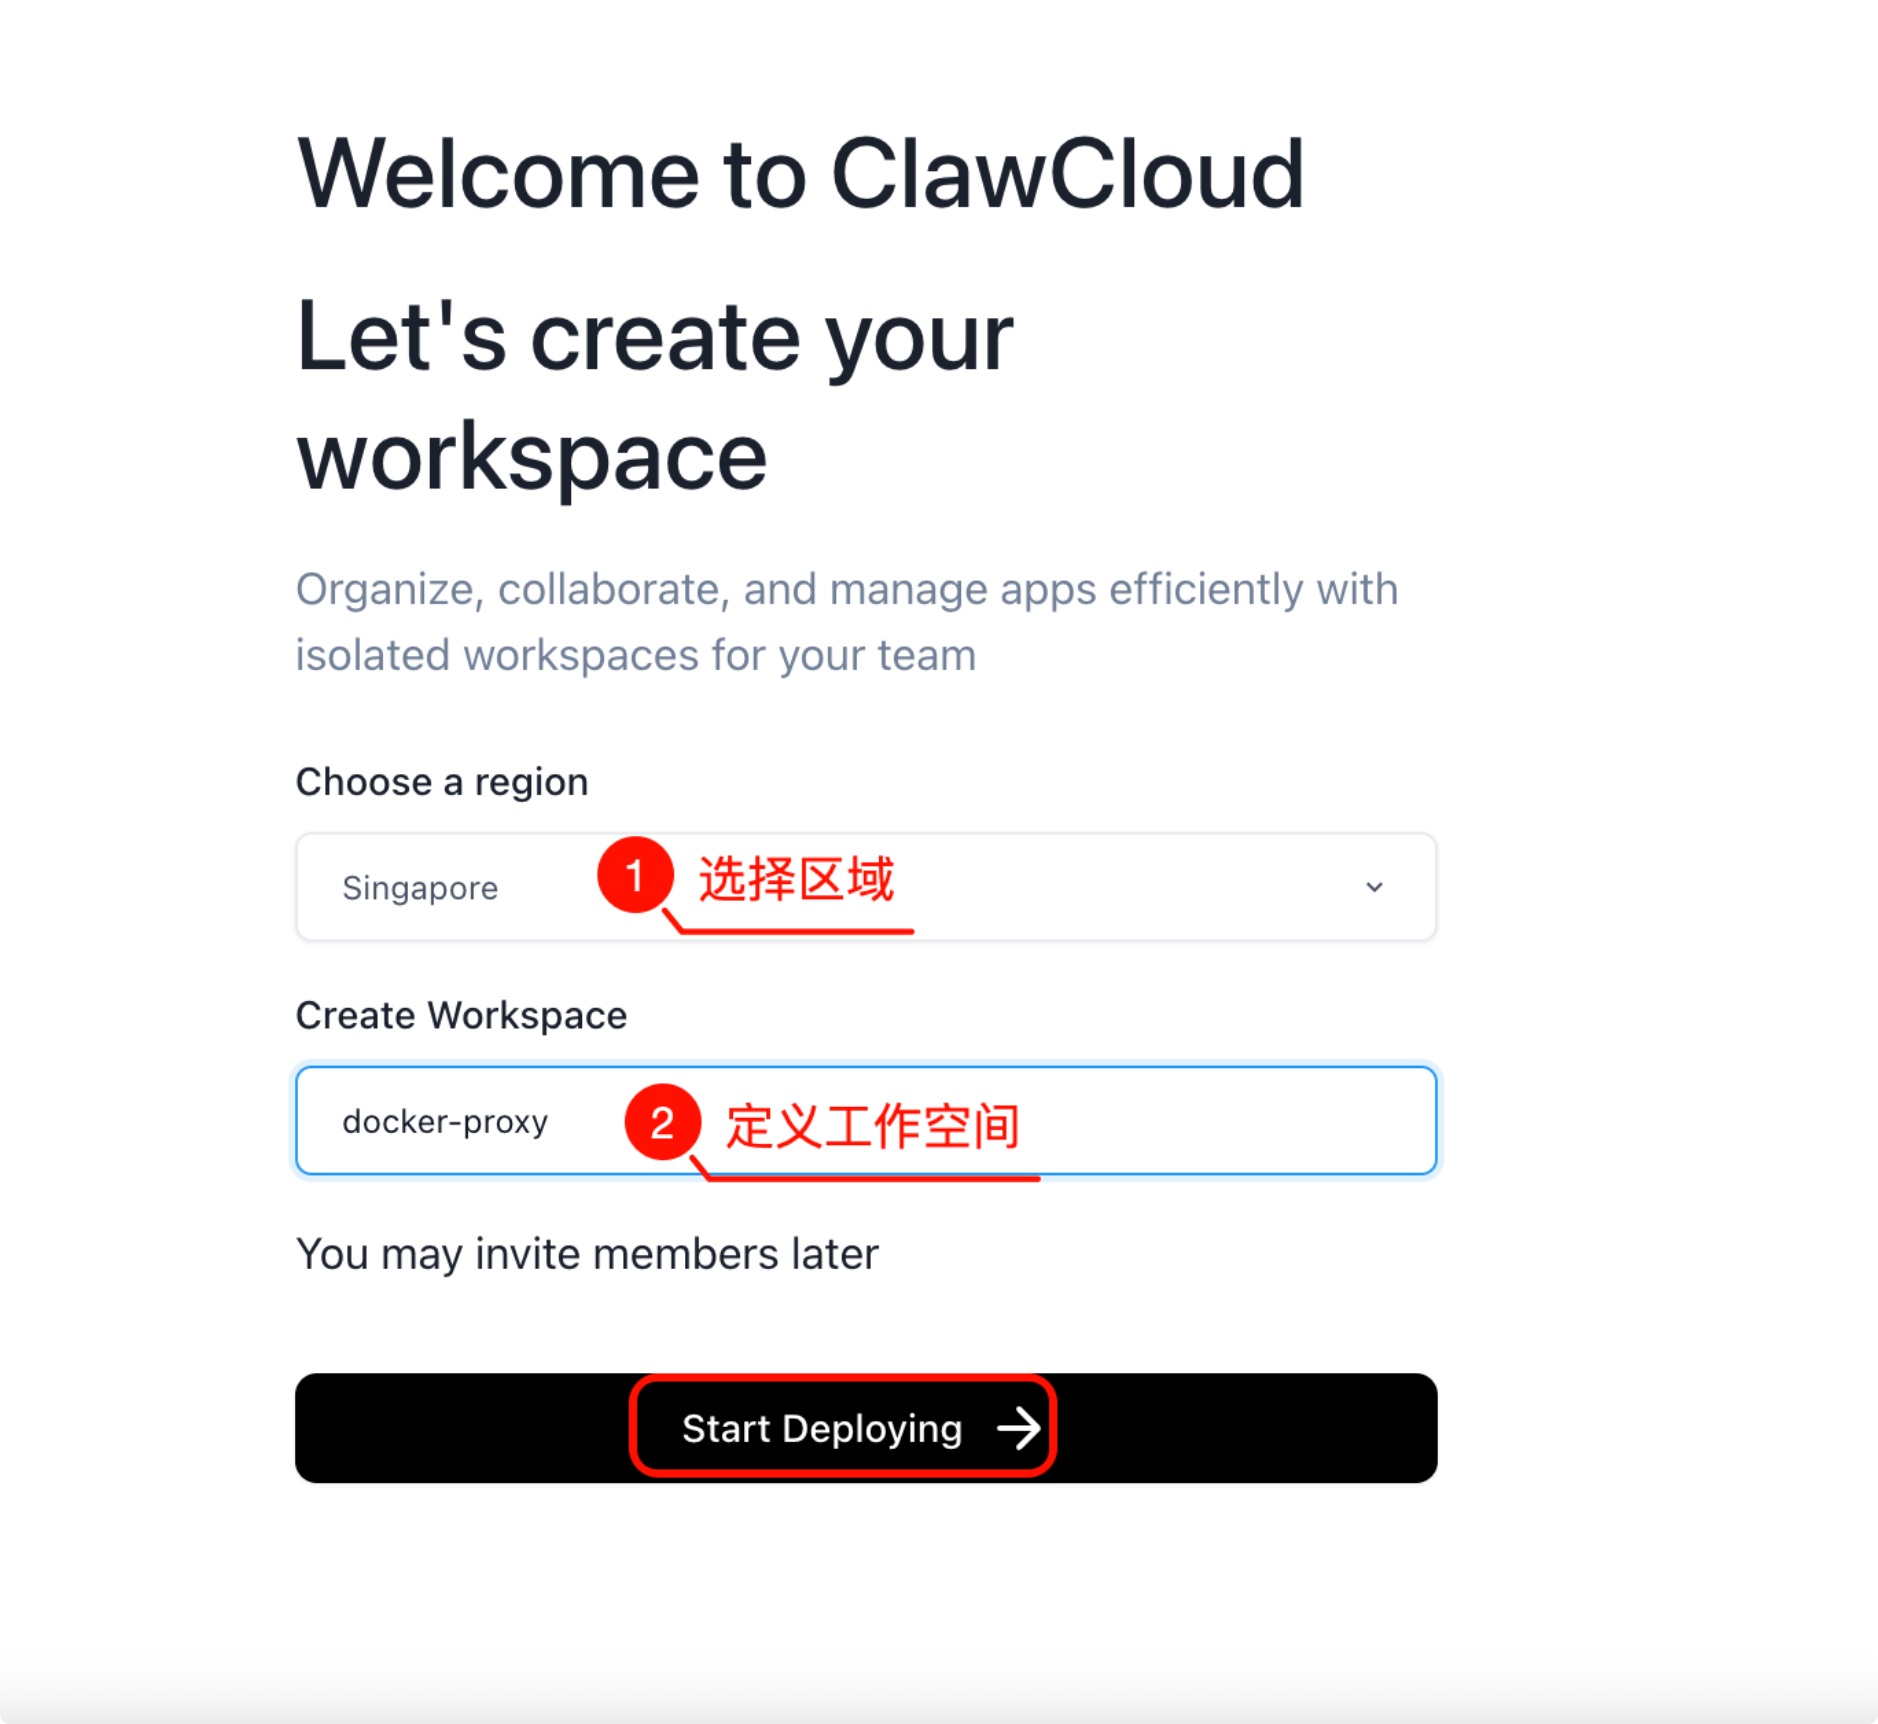 Welcome to ClawCloud
Let's create your
workspace
Organize, collaborate, and manage apps efficiently with
isolated workspaces for your team
Choose a region
Singapore
1 选择区域
Create Workspace
docker-proxy
2 定义工作空间
You may invite members later
Start Deploying →